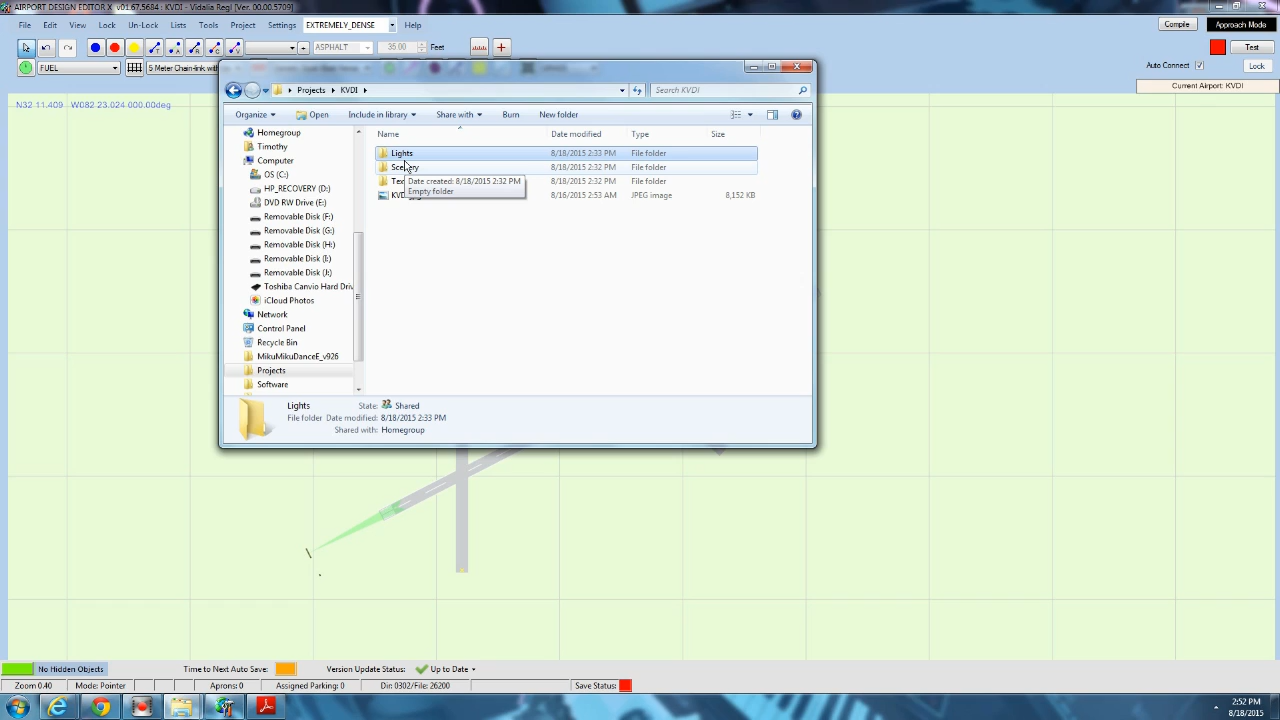 AIRPORT DESIGN EDITOR X v01.67.5684 : KVDI - Vidalia Regl [Ver. 00.00.5709]
File Edit View Lock Un-Lock Lists Tools Project Settings EXTREMELY_DENSE Help
Compile Approach Mode
ASPHALT 35.00 Feet
Test
FUEL 5 Meter Chain-link with
Auto Connect Lock
Current Airport: KVDI
N32 11.409 W082 23.024 000.00deg
Projects KVDI
Search KVDI
Organize Open Include in library Share with Burn New folder
Name Date modified Type Size
Homegroup
Timothy
Computer
OS (C:)
HP_RECOVERY (D:)
DVD RW Drive (E:)
Removable Disk (F:)
Removable Disk (G:)
Removable Disk (H:)
Removable Disk (I:)
Removable Disk (J:)
Toshiba Canvio Hard Driv
iCloud Photos
Network
Control Panel
Recycle Bin
MikuMikuDanceE_v926
Projects
Software
Lights 8/18/2015 2:33 PM File folder
Scenery 8/18/2015 2:32 PM File folder
Tex 8/18/2015 2:32 PM File folder
8/16/2015 2:53 AM JPEG image 8,152 KB
Date created: 8/18/2015 2:32 PM
Empty folder
Lights State: Shared
File folder Date modified: 8/18/2015 2:33 PM
Shared with: Homegroup
No Hidden Objects Time to Next Auto Save: Version Update Status: Up to Date
Zoom 0.40 Mode: Pointer Aprons: 0 Assigned Parking: 0 Dir: 0302/File: 26200 Save Status:
2:52 PM
8/18/2015